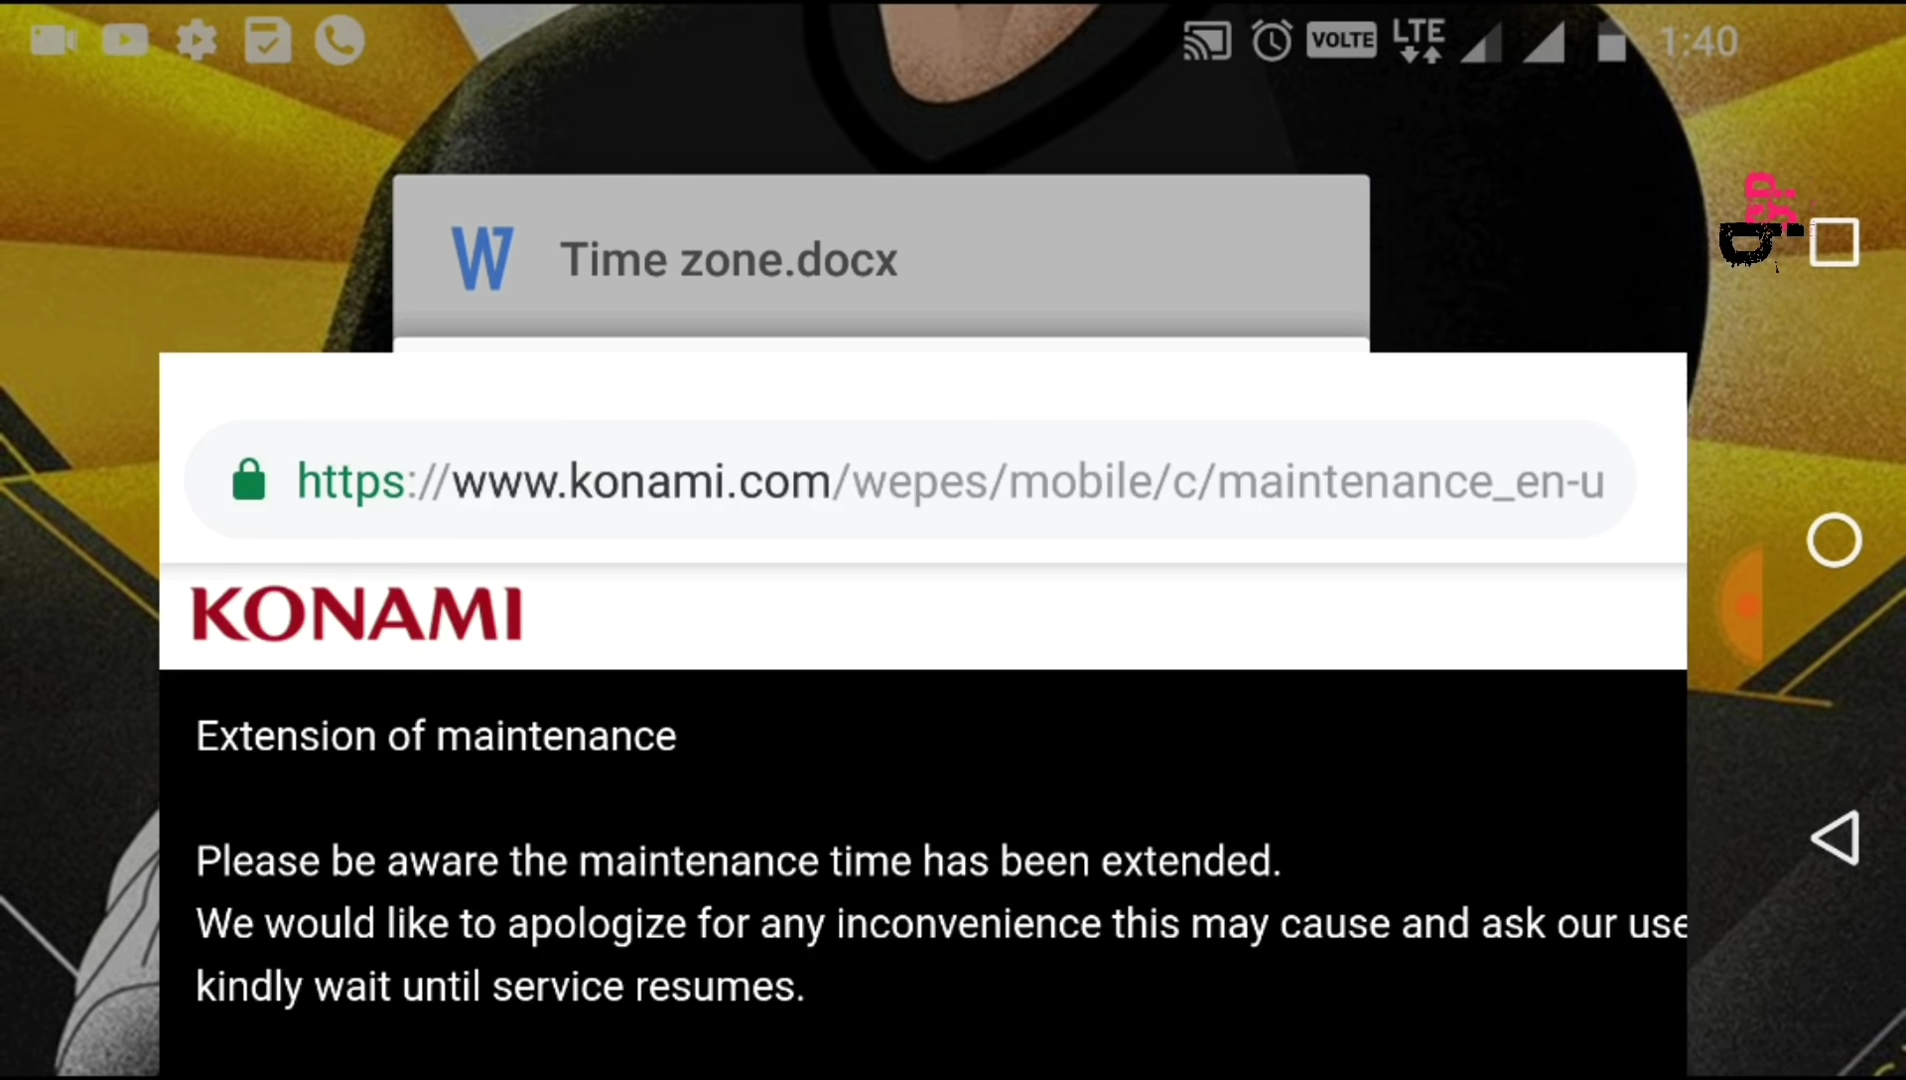 VOLTE LTE 1:40
W Time zone.docx
https://www.konami.com/wepes/mobile/c/maintenance_en-u
KONAMI
Extension of maintenance
Please be aware the maintenance time has been extended.
We would like to apologize for any inconvenience this may cause and ask our use
kindly wait until service resumes.